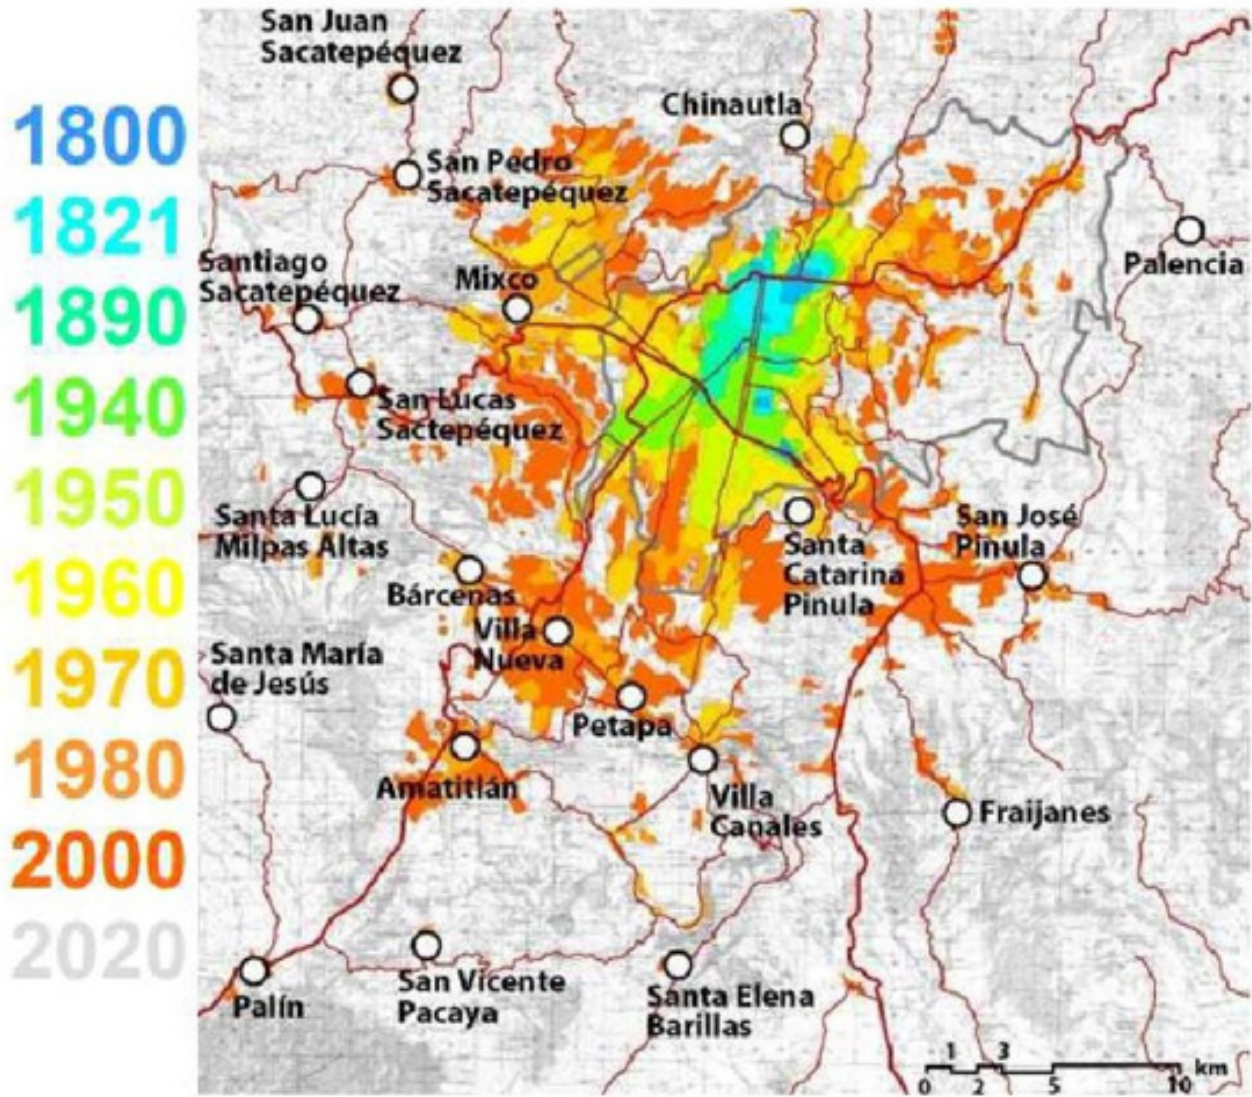 1800
1821
1890
1940
1950
1960
1970
1980
2000
2020
San Juan
Sacatepéquez
Chinautla
San Pedro
Sacatepéquez
Santiago
Sacatepéquez
Mixco
Palencia
San Lucas
Sactepéquez
Santa Lucía
Milpas Altas
Bárcenas
Santa
Catarina
Pinula
San José
Pinula
Villa
Nueva
Santa María
de Jesús
Petapa
Amatitlán
Villa
Canales
Fraijanes
San Vicente
Pacaya
Santa Elena
Barillas
Palín
1 3
km
0 2 5 10